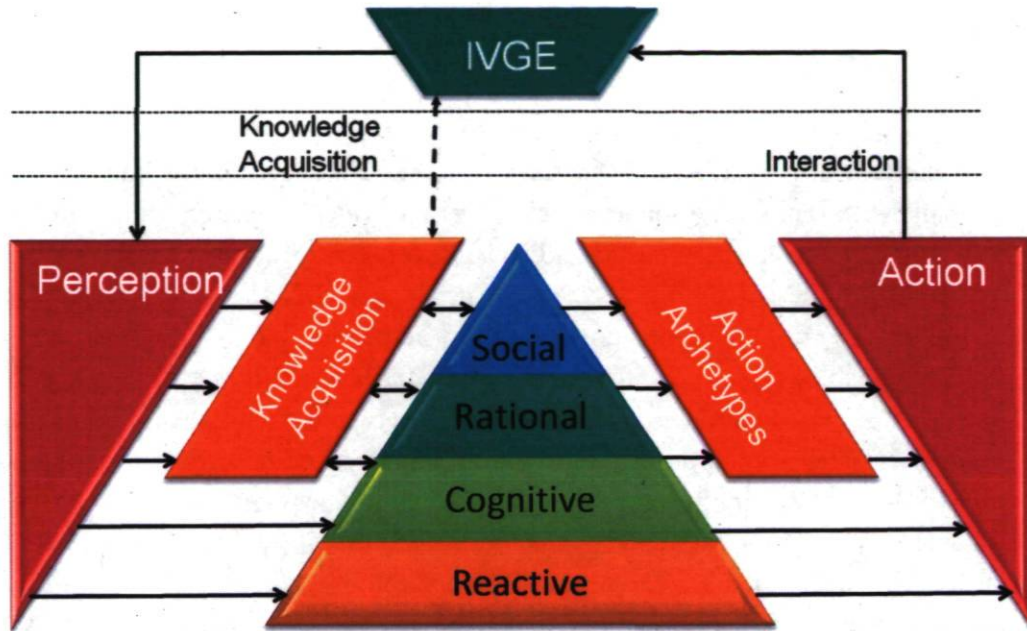 IVGE
Knowledge
Acquisition
Interaction
Perception
Knowledge
Acquisition
Social
Rational
Cognitive
Reactive
Action
Archetypes
Action